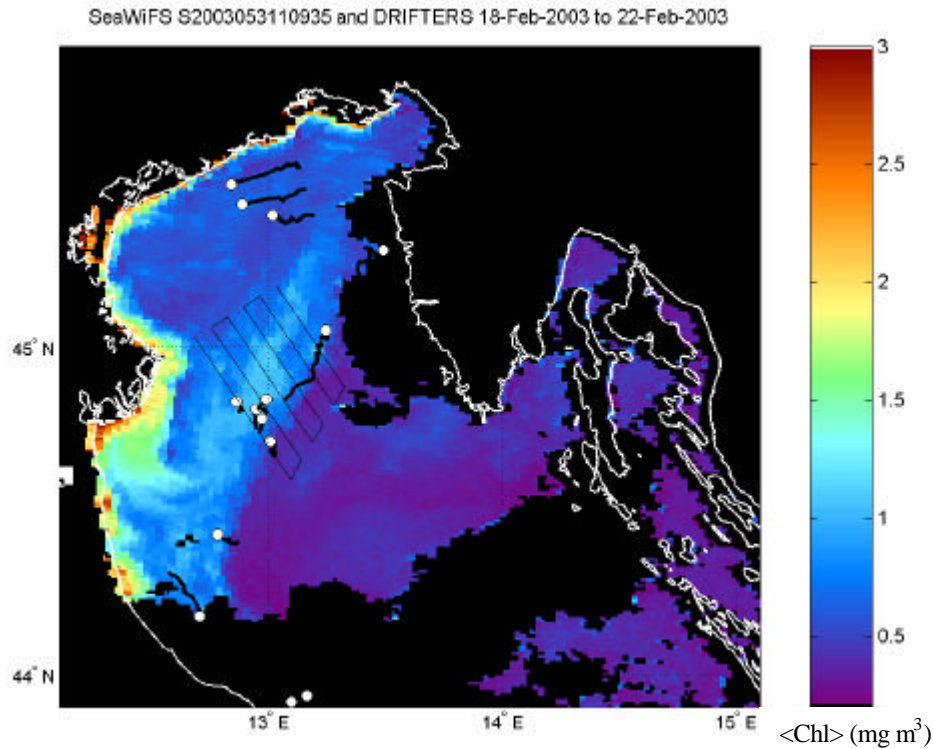 SeaWiFS S2003053110935 and DRIFTERS 18-Feb-2003 to 22-Feb-2003
3
2.5
2
1.5
1
0.5
45° N
44° N
13° E
14° E
15° E
<Chl> (mg m³)